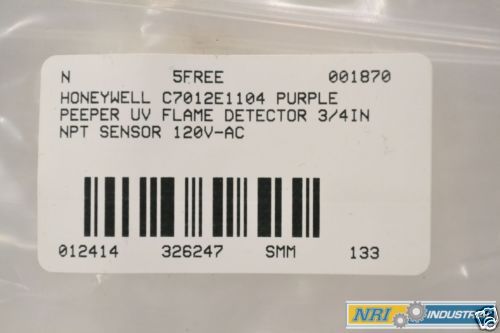 N 5FREE 001870
HONEYWELL C7012E1104 PURPLE
PEEPER UV FLAME DETECTOR 3/4IN
NPT SENSOR 120V-AC
012414 326247 SMM 133
NRI INDUSTRIAL